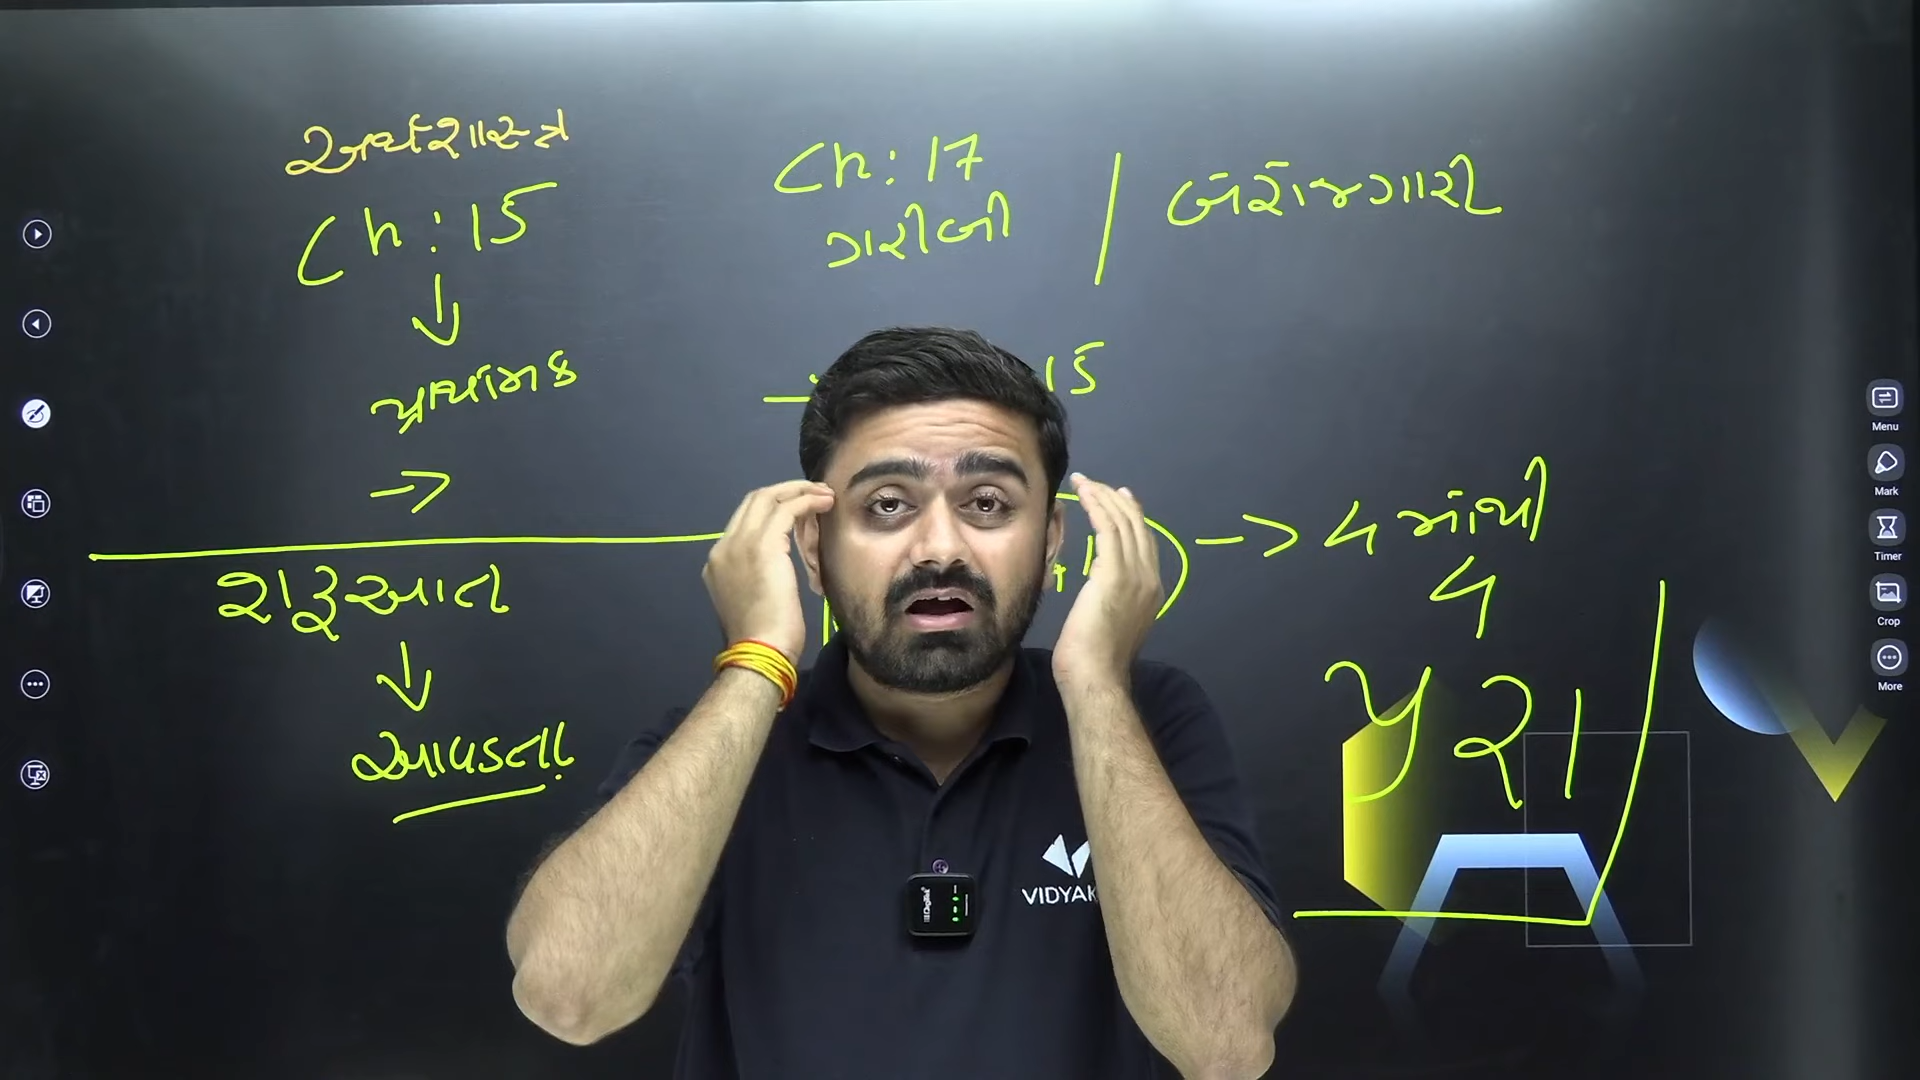 અર્થશાસ્ત્ર
Ch : 15
↓
પ્રાથમિક
→
શરૂઆત
↓
આવડતા
Ch : 17
ગરીબી / બેરોજગારી
15
→ 4 માંથી
4
પુરા
Menu
Mark
Timer
Crop
More
VIDYAK